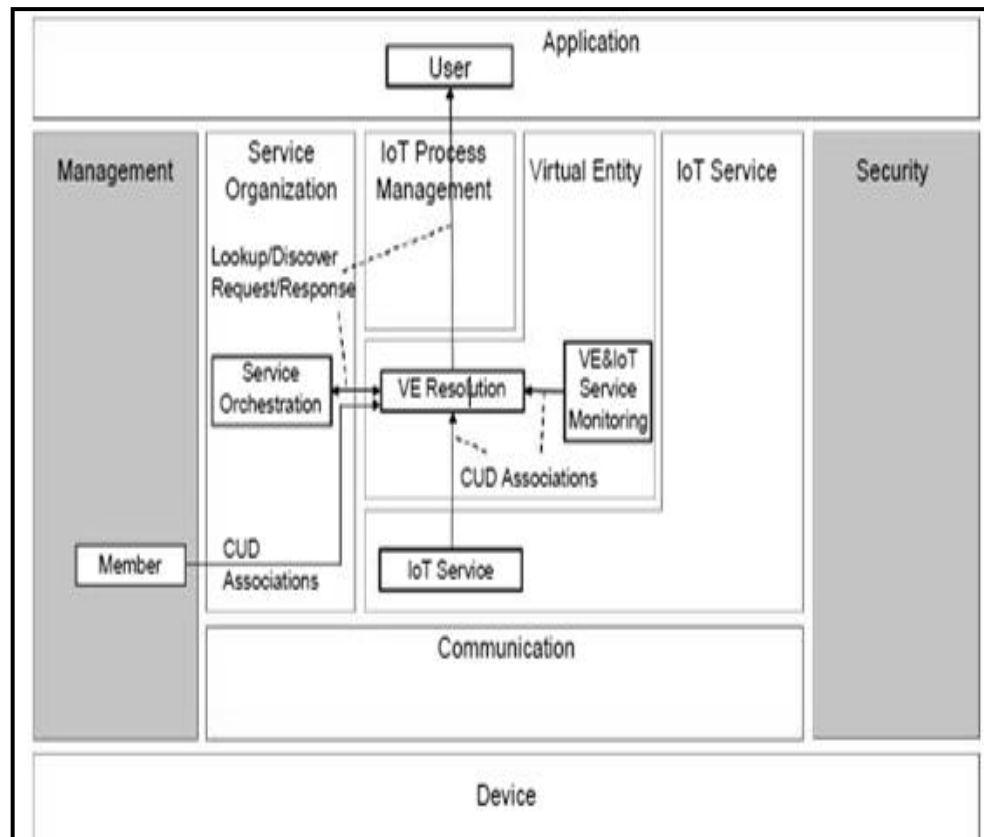 Application
User
Management
Service
Organization
IoT Process
Management
Virtual Entity
IoT Service
Security
Lookup/Discover
Request/Response
Service
Orchestration
VE Resolution
VE&IoT
Service
Monitoring
CUD Associations
Member
CUD
Associations
IoT Service
Communication
Device